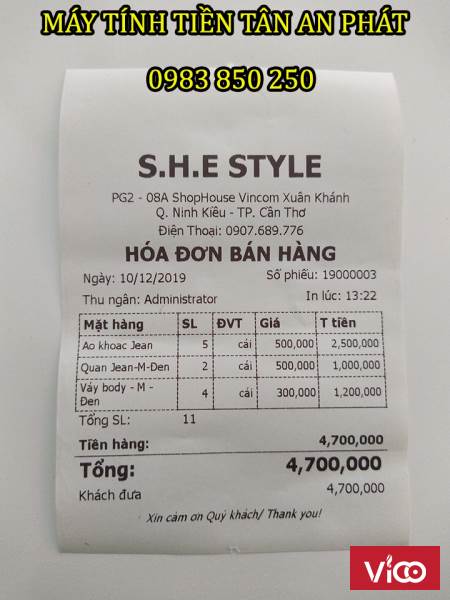 MÁY TÍNH TIỀN TÂN AN PHÁT
0983 850 250
S.H.E STYLE
PG2 - 08A ShopHouse Vincom Xuân Khánh
Q. Ninh Kiều - TP. Cần Thơ
Điện Thoại: 0907.689.776
HÓA ĐƠN BÁN HÀNG
Ngày: 10/12/2019 Số phiếu: 19000003
Thu ngân: Administrator In lúc: 13:22
Mặt hàng SL ĐVT Giá T tiền
Ao khoac Jean 5 cái 500,000 2,500,000
Quan Jean-M-Đen 2 cái 500,000 1,000,000
Váy body - M -
Đen 4 cái 300,000 1,200,000
Tổng SL: 11
Tiền hàng: 4,700,000
Tổng: 4,700,000
Khách đưa 4,700,000
Xin cảm ơn Quý khách/ Thank you!
Vioo